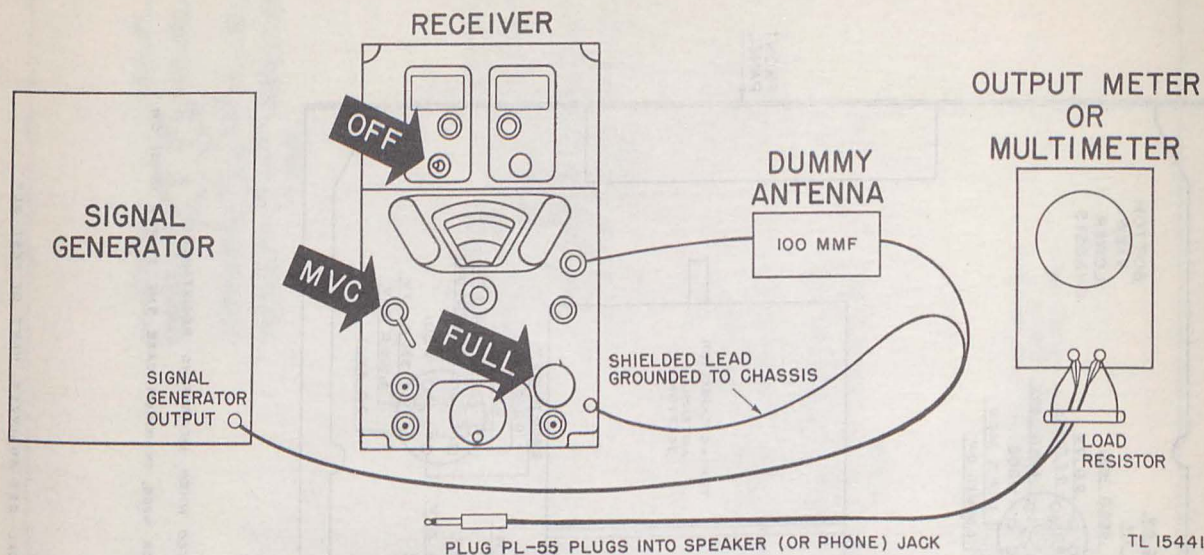 RECEIVER
OFF
MVC
FULL
SIGNAL
GENERATOR
SIGNAL
GENERATOR
OUTPUT
DUMMY
ANTENNA
100 MMF
SHIELDED LEAD
GROUNDED TO CHASSIS
OUTPUT METER
OR
MULTIMETER
LOAD
RESISTOR
PLUG PL-55 PLUGS INTO SPEAKER (OR PHONE) JACK
TL 15441